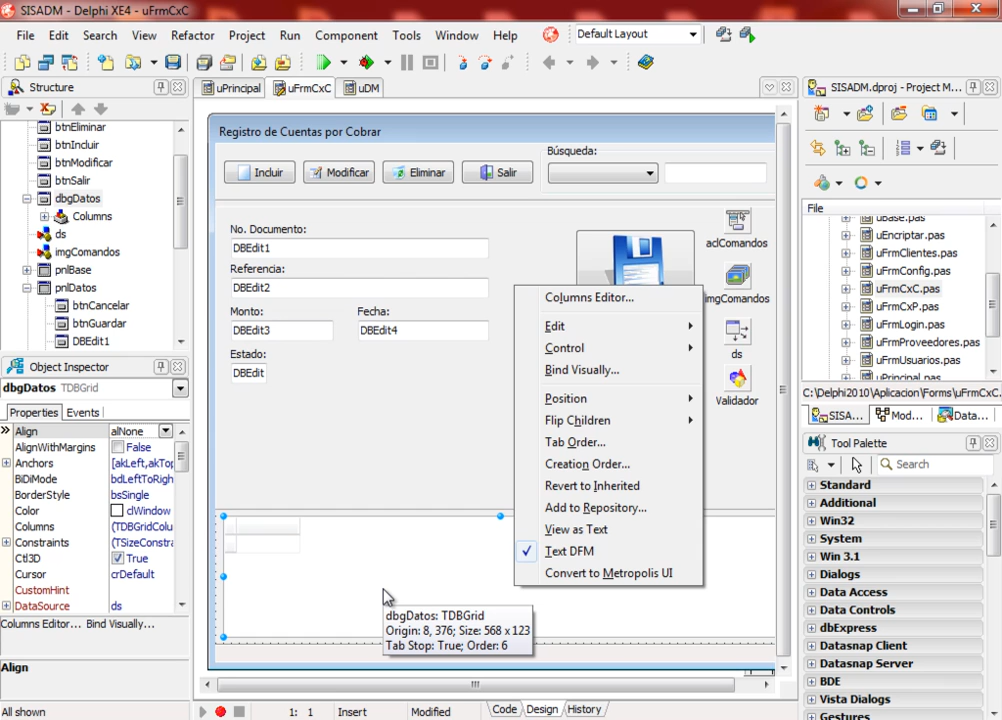 SISADM - Delphi XE4 - uFrmCxC
File Edit Search View Refactor Project Run Component Tools Window Help
Default Layout
Structure
btnEliminar
btnIncluir
btnModificar
btnSalir
dbgDatos
Columns
ds
imgComandos
pnlBase
pnlDatos
btnCancelar
btnGuardar
DBEdit1
Object Inspector
dbgDatos TDBGrid
Properties Events
Align alNone
AlignWithMargins False
Anchors [akLeft,akTop
BiDiMode bdLeftToRigh
BorderStyle bsSingle
Color clWindow
Columns (TDBGridColu
Constraints (TSizeConstra
Ctl3D True
Cursor crDefault
CustomHint
DataSource ds
Columns Editor... Bind Visually...
Align
All shown
uPrincipal uFrmCxC uDM
Registro de Cuentas por Cobrar
Incluir Modificar Eliminar Salir
Búsqueda:
No. Documento:
DBEdit1
Referencia:
DBEdit2
Monto: Fecha:
DBEdit3 DBEdit4
Estado:
DBEdit
aclComandos
imgComandos
ds
Validador
Columns Editor...
Edit
Control
Bind Visually...
Position
Flip Children
Tab Order...
Creation Order...
Revert to Inherited
Add to Repository...
View as Text
Text DFM
Convert to Metropolis UI
dbgDatos: TDBGrid
Origin: 8, 376; Size: 568 x 123
Tab Stop: True; Order: 6
1: 1 Insert Modified
Code Design History
SISADM.dproj - Project M...
File
uBase.pas
uEncriptar.pas
uFrmClientes.pas
uFrmConfig.pas
uFrmCxC.pas
uFrmCxP.pas
uFrmLogin.pas
uFrmProveedores.pas
uFrmUsuarios.pas
uPrincipal.pas
C:\Delphi2010\Aplicacion\Forms\uFrmCxC.
SISA... Mod... Data...
Tool Palette
Search
Standard
Additional
Win32
System
Win 3.1
Dialogs
Data Access
Data Controls
dbExpress
Datasnap Client
Datasnap Server
BDE
Vista Dialogs
Gestures